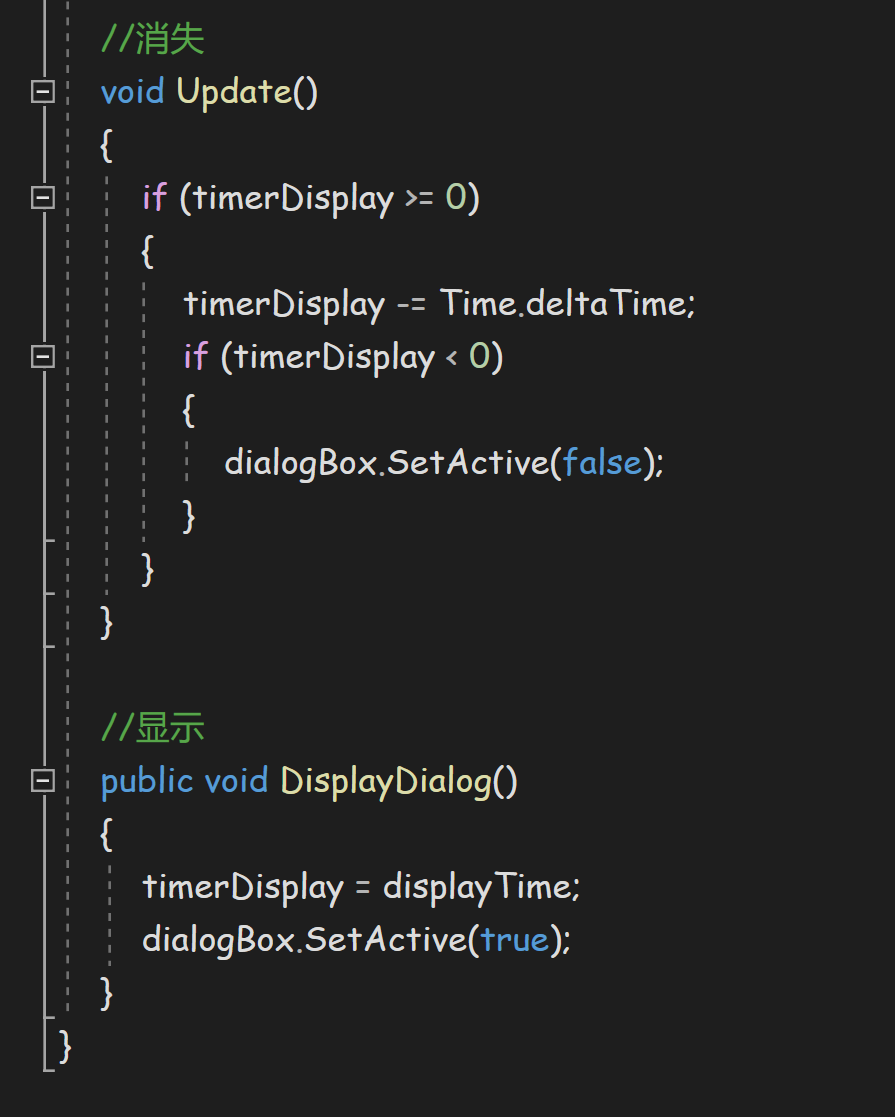 //消失
void Update()
{
if (timerDisplay >= 0)
{
timerDisplay -= Time.deltaTime;
if (timerDisplay < 0)
{
dialogBox.SetActive(false);
}
}
}
//显示
public void DisplayDialog()
{
timerDisplay = displayTime;
dialogBox.SetActive(true);
}
}